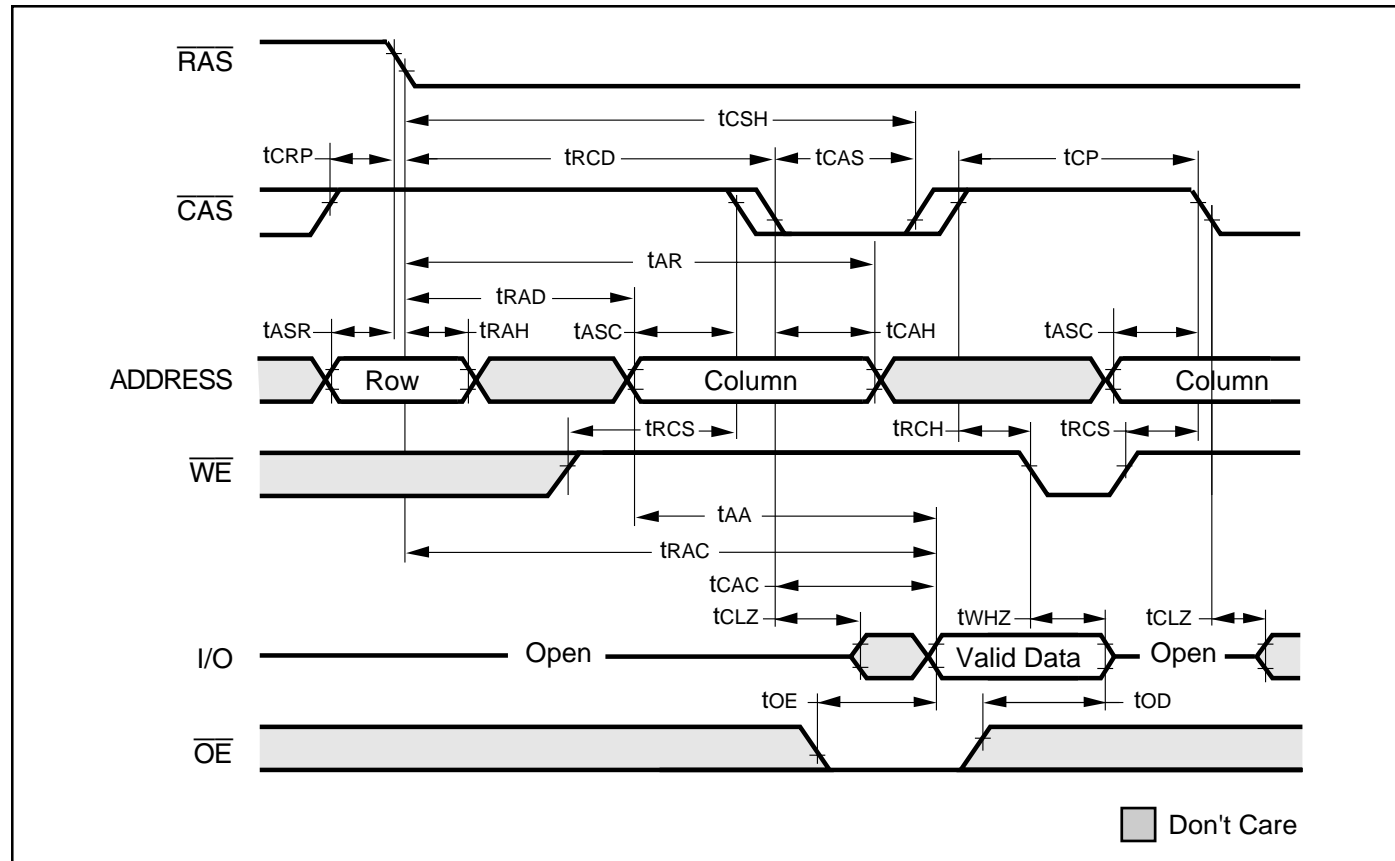 RAS
tCSH
tCRP
tRCD
tCAS
tCP
CAS
tAR
tRAD
tASR
tRAH
tASC
tCAH
tASC
ADDRESS
Row
Column
Column
tRCS
tRCH
tRCS
WE
tAA
tRAC
tCAC
tCLZ
tWHZ
tCLZ
I/O
Open
Valid Data
Open
tOE
tOD
OE
Don't Care